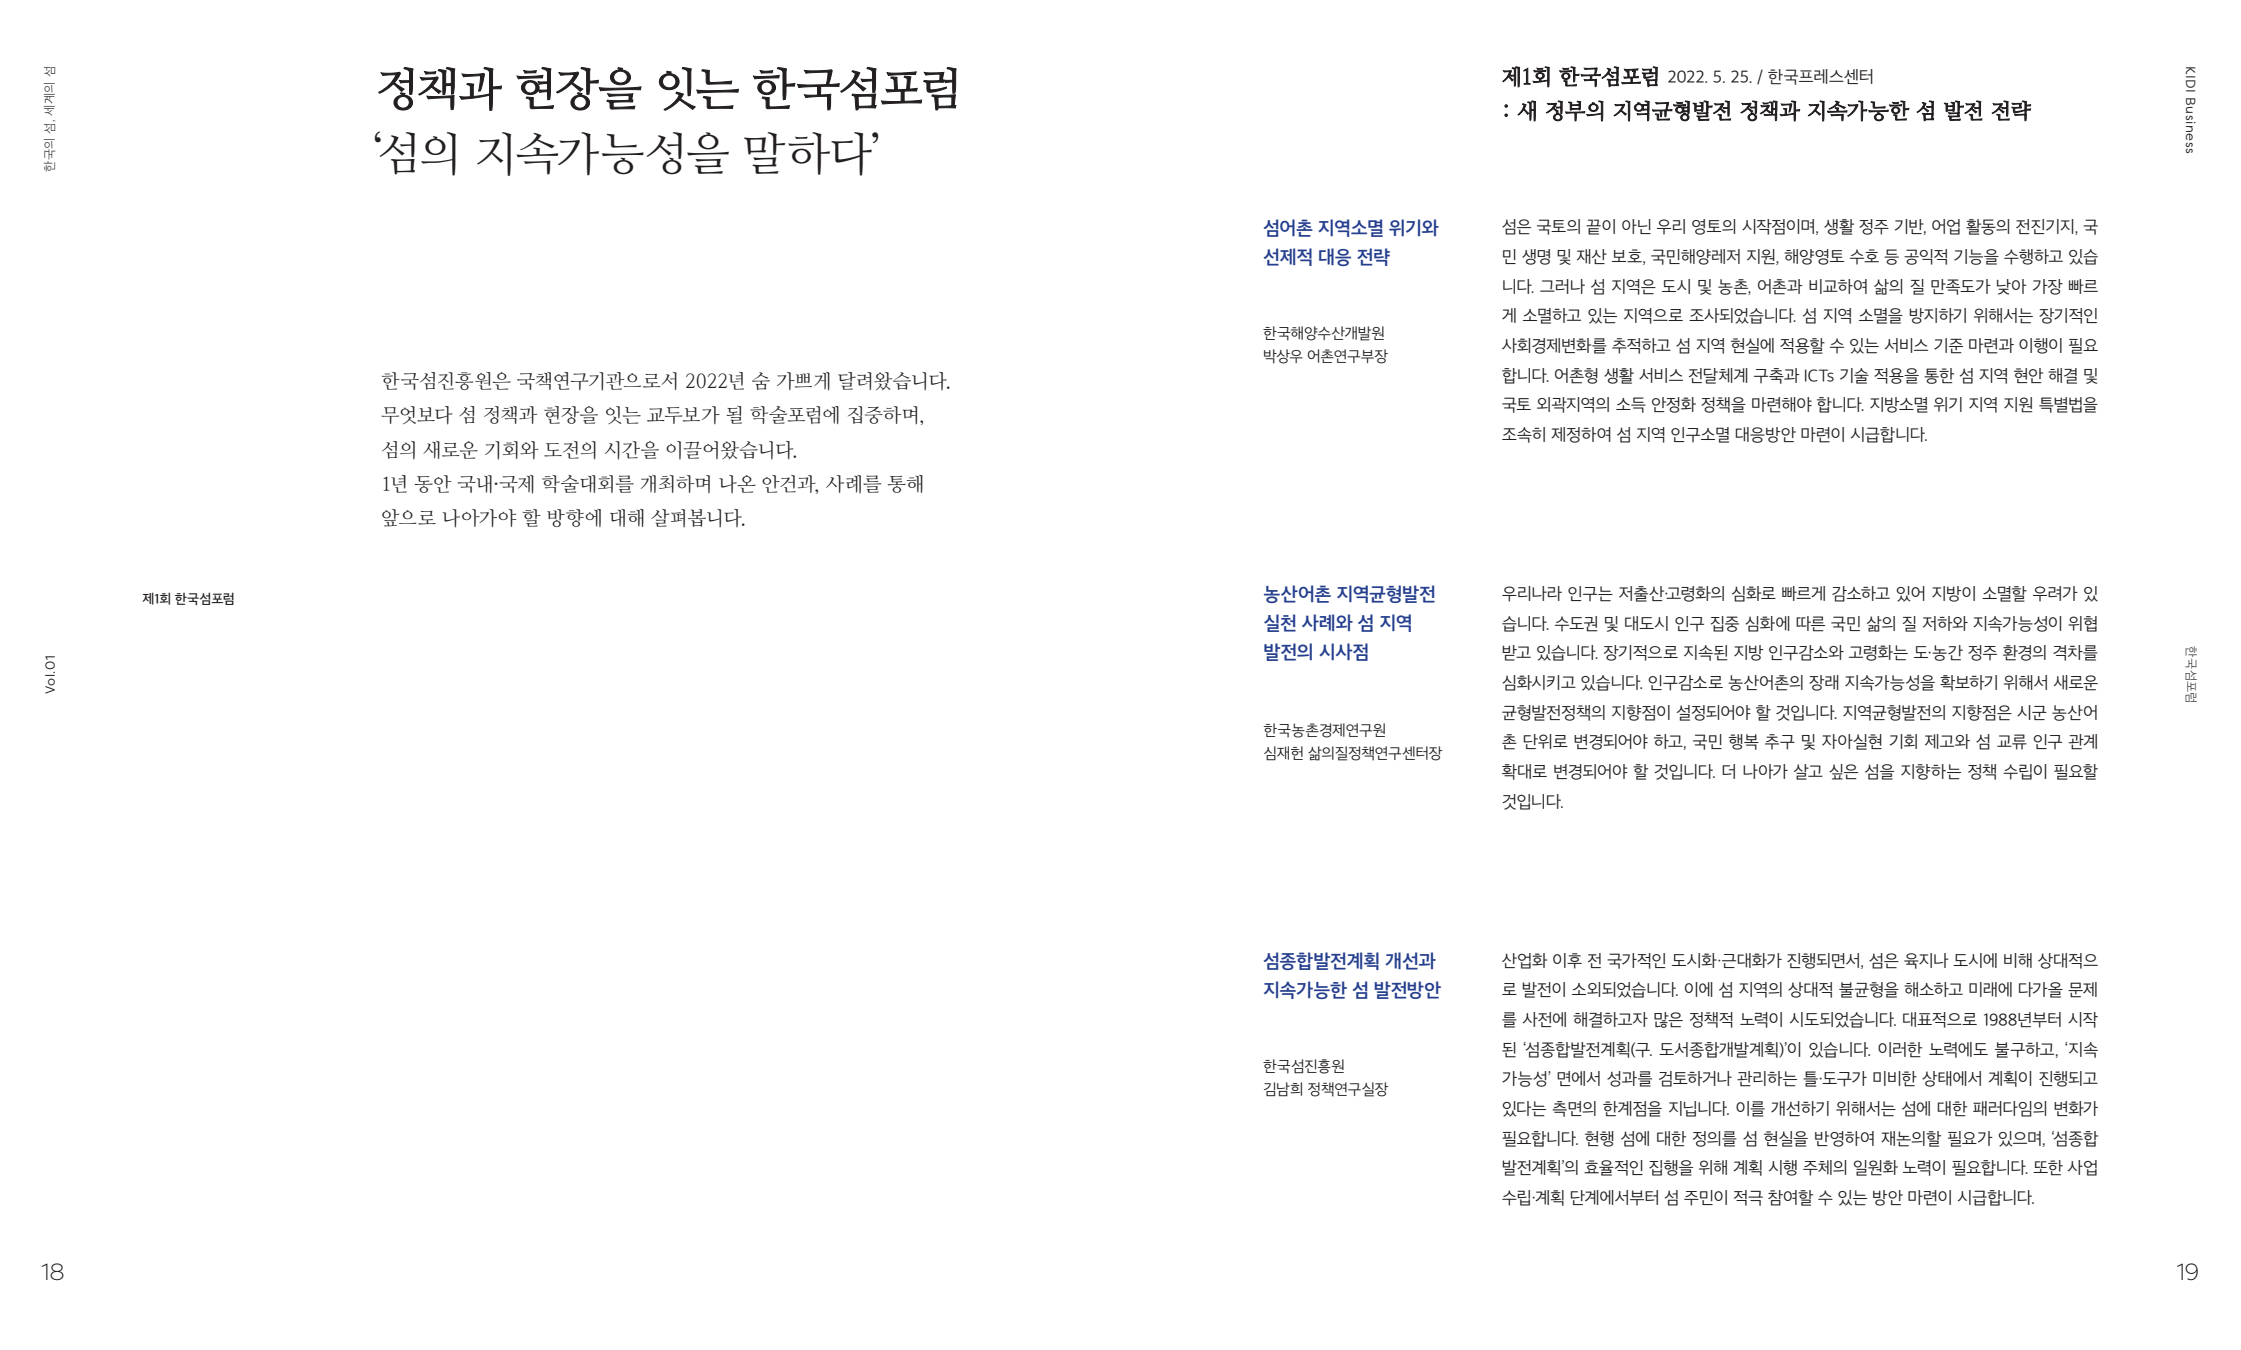 한국의 섬. 세계의 섬
정책과 현장을 잇는 한국섬포럼
‘섬의 지속가능성을 말하다’
한국섬진흥원은 국책연구기관으로서 2022년 숨 가쁘게 달려왔습니다.
무엇보다 섬 정책과 현장을 잇는 교두보가 될 학술포럼에 집중하며,
섬의 새로운 기회와 도전의 시간을 이끌어왔습니다.
1년 동안 국내·국제 학술대회를 개최하며 나온 안건과, 사례를 통해
앞으로 나아가야 할 방향에 대해 살펴봅니다.
제1회 한국섬포럼
Vol.01
18
제1회 한국섬포럼 2022. 5. 25. / 한국프레스센터
: 새 정부의 지역균형발전 정책과 지속가능한 섬 발전 전략
KIDI Business
섬어촌 지역소멸 위기와
선제적 대응 전략
한국해양수산개발원
박상우 어촌연구부장
섬은 국토의 끝이 아닌 우리 영토의 시작점이며, 생활 정주 기반, 어업 활동의 전진기지, 국
민 생명 및 재산 보호, 국민해양레저 지원, 해양영토 수호 등 공익적 기능을 수행하고 있습
니다. 그러나 섬 지역은 도시 및 농촌, 어촌과 비교하여 삶의 질 만족도가 낮아 가장 빠르
게 소멸하고 있는 지역으로 조사되었습니다. 섬 지역 소멸을 방지하기 위해서는 장기적인
사회경제변화를 추적하고 섬 지역 현실에 적용할 수 있는 서비스 기준 마련과 이행이 필요
합니다. 어촌형 생활 서비스 전달체계 구축과 ICTs 기술 적용을 통한 섬 지역 현안 해결 및
국토 외곽지역의 소득 안정화 정책을 마련해야 합니다. 지방소멸 위기 지역 지원 특별법을
조속히 제정하여 섬 지역 인구소멸 대응방안 마련이 시급합니다.
농산어촌 지역균형발전
실천 사례와 섬 지역
발전의 시사점
한국농촌경제연구원
심재헌 삶의질정책연구센터장
우리나라 인구는 저출산·고령화의 심화로 빠르게 감소하고 있어 지방이 소멸할 우려가 있
습니다. 수도권 및 대도시 인구 집중 심화에 따른 국민 삶의 질 저하와 지속가능성이 위협
받고 있습니다. 장기적으로 지속된 지방 인구감소와 고령화는 도·농간 정주 환경의 격차를
심화시키고 있습니다. 인구감소로 농산어촌의 장래 지속가능성을 확보하기 위해서 새로운
균형발전정책의 지향점이 설정되어야 할 것입니다. 지역균형발전의 지향점은 시군 농산어
촌 단위로 변경되어야 하고, 국민 행복 추구 및 자아실현 기회 제고와 섬 교류 인구 관계
확대로 변경되어야 할 것입니다. 더 나아가 살고 싶은 섬을 지향하는 정책 수립이 필요할
것입니다.
한국섬포럼
섬종합발전계획 개선과
지속가능한 섬 발전방안
한국섬진흥원
김남희 정책연구실장
산업화 이후 전 국가적인 도시화·근대화가 진행되면서, 섬은 육지나 도시에 비해 상대적으
로 발전이 소외되었습니다. 이에 섬 지역의 상대적 불균형을 해소하고 미래에 다가올 문제
를 사전에 해결하고자 많은 정책적 노력이 시도되었습니다. 대표적으로 1988년부터 시작
된 ‘섬종합발전계획(구. 도서종합개발계획)’이 있습니다. 이러한 노력에도 불구하고, ‘지속
가능성’ 면에서 성과를 검토하거나 관리하는 틀·도구가 미비한 상태에서 계획이 진행되고
있다는 측면의 한계점을 지닙니다. 이를 개선하기 위해서는 섬에 대한 패러다임의 변화가
필요합니다. 현행 섬에 대한 정의를 섬 현실을 반영하여 재논의할 필요가 있으며, ‘섬종합
발전계획’의 효율적인 집행을 위해 계획 시행 주체의 일원화 노력이 필요합니다. 또한 사업
수립·계획 단계에서부터 섬 주민이 적극 참여할 수 있는 방안 마련이 시급합니다.
19